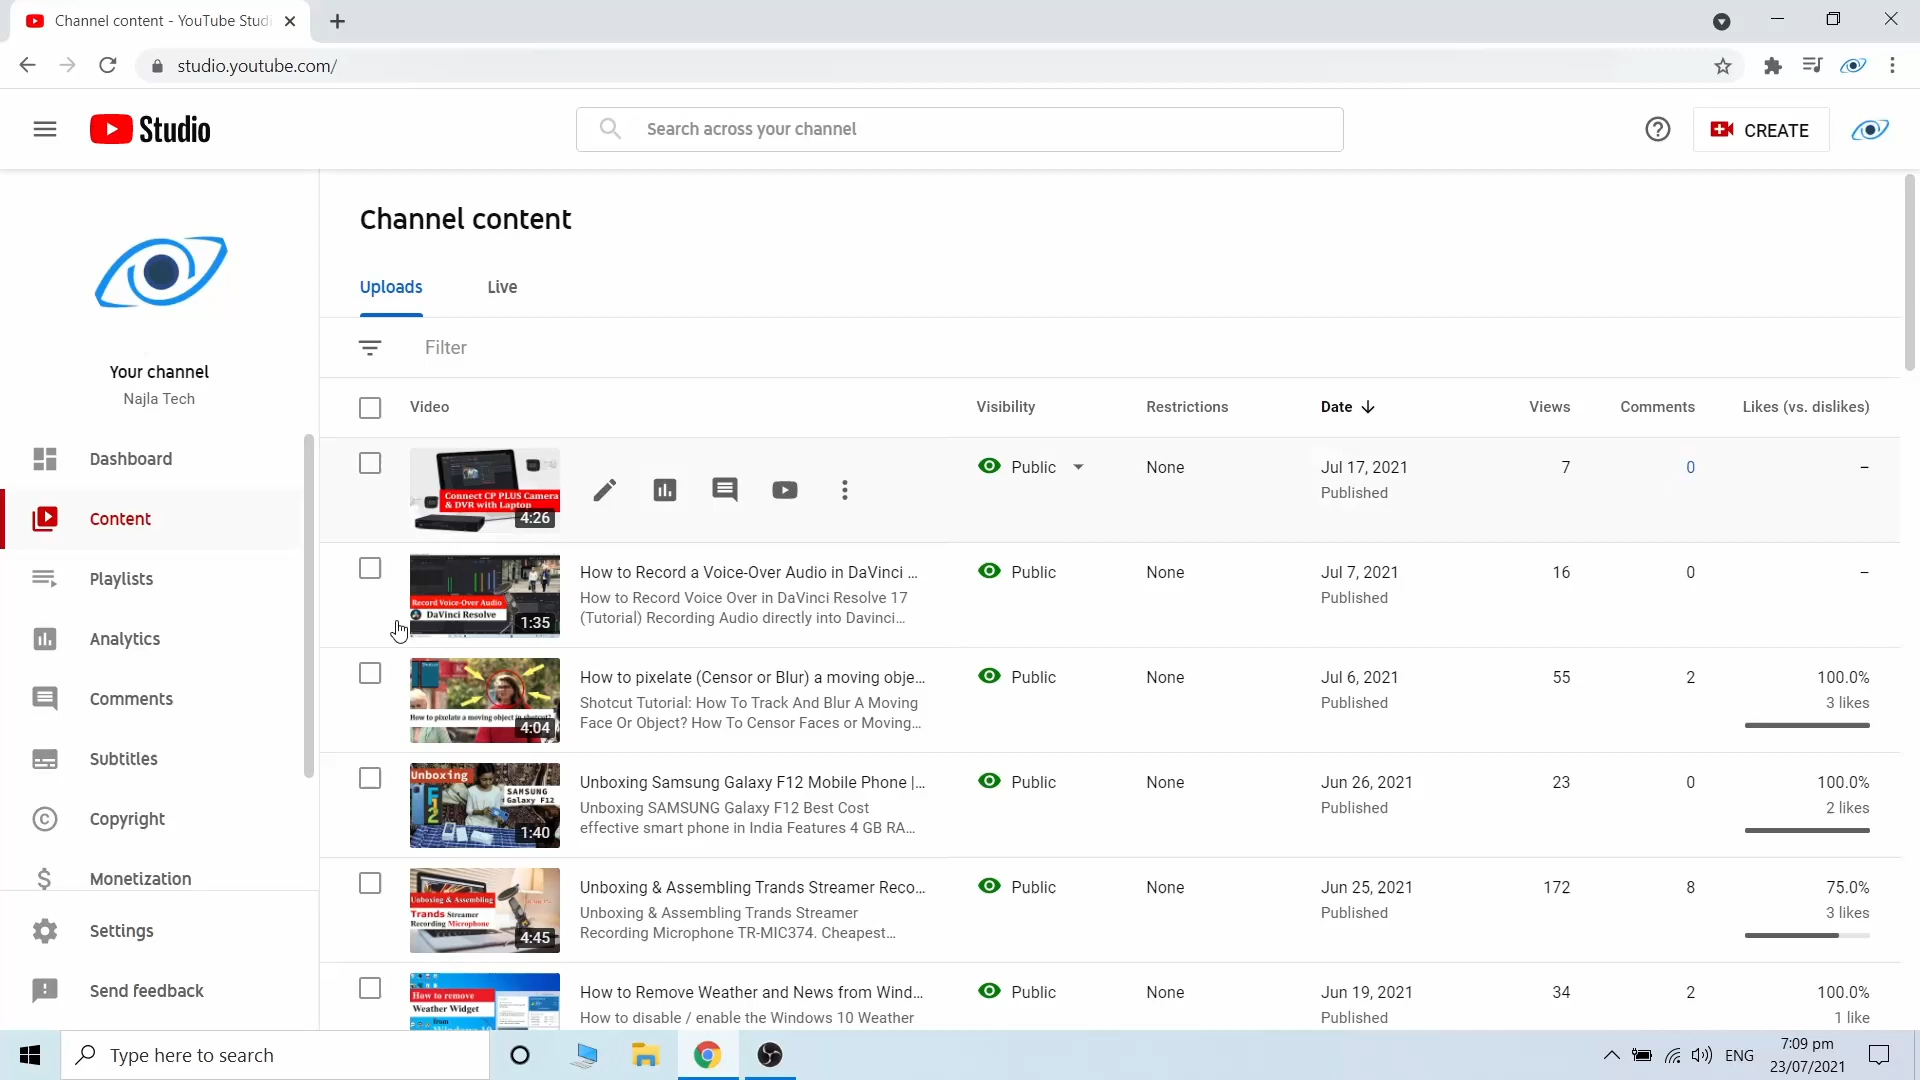 Channel content - YouTube Studi
studio.youtube.com/
Studio
Search across your channel
CREATE
Your channel
Najla Tech
Dashboard
Content
Playlists
Analytics
Comments
Subtitles
Copyright
Monetization
Settings
Send feedback
Channel content
Uploads
Live
Filter
Video
Visibility
Restrictions
Date
Views
Comments
Likes (vs. dislikes)
Connect CP PLUS Camera
& DVR with Laptop
4:26
Public
None
Jul 17, 2021
Published
7
0
–
Record Voice-Over Audio
DaVinci Resolve
1:35
How to Record a Voice-Over Audio in DaVinci ...
How to Record Voice Over in DaVinci Resolve 17
(Tutorial) Recording Audio directly into Davinci...
Public
None
Jul 7, 2021
Published
16
0
–
How to pixelate a moving object in shotcut?
4:04
How to pixelate (Censor or Blur) a moving obje...
Shotcut Tutorial: How To Track And Blur A Moving
Face Or Object? How To Censor Faces or Moving...
Public
None
Jul 6, 2021
Published
55
2
100.0%
3 likes
Unboxing
F12
SAMSUNG
Galaxy F12
1:40
Unboxing Samsung Galaxy F12 Mobile Phone |...
Unboxing SAMSUNG Galaxy F12 Best Cost
effective smart phone in India Features 4 GB RA...
Public
None
Jun 26, 2021
Published
23
0
100.0%
2 likes
Unboxing & Assembling
Trands Streamer
Recording Microphone
4:45
Unboxing & Assembling Trands Streamer Reco...
Unboxing & Assembling Trands Streamer
Recording Microphone TR-MIC374. Cheapest...
Public
None
Jun 25, 2021
Published
172
8
75.0%
3 likes
How to remove
Weather Widget
from
How to Remove Weather and News from Wind...
How to disable / enable the Windows 10 Weather
Public
None
Jun 19, 2021
Published
34
2
100.0%
1 like
Type here to search
ENG
7:09 pm
23/07/2021